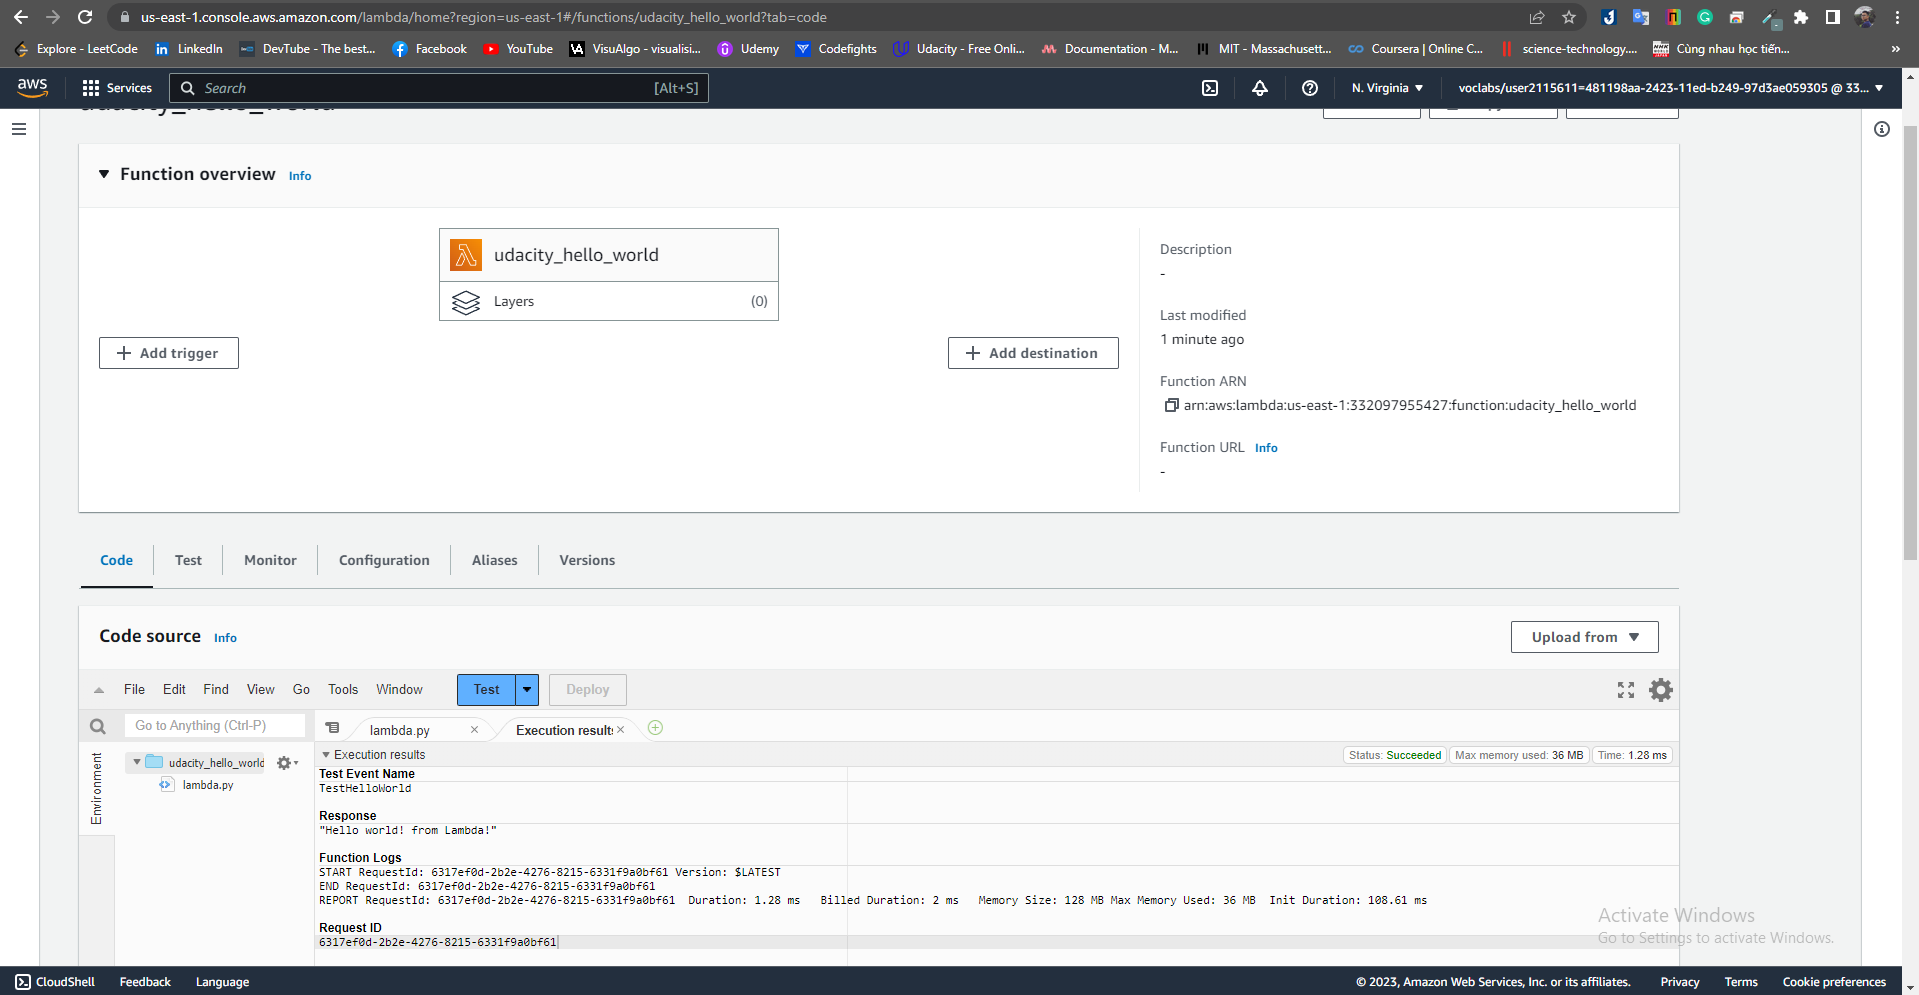 us-east-1.console.aws.amazon.com/lambda/home?region=us-east-1#/functions/udacity_hello_world?tab=code
Explore - LeetCode LinkedIn DevTube - The best... Facebook YouTube VisuAlgo - visualisi... Udemy Codefights Udacity - Free Onli... Documentation - M... MIT - Massachusett... Coursera | Online C... science-technology.... Cùng nhau học tiến... »
aws Services Search [Alt+S] N. Virginia voclabs/user2115611=481198aa-2423-11ed-b249-97d3ae059305 @ 33...
udacity_hello_world
Function overview Info
udacity_hello_world
Layers (0)
Add trigger
Add destination
Description
-
Last modified
1 minute ago
Function ARN
arn:aws:lambda:us-east-1:332097955427:function:udacity_hello_world
Function URL Info
-
Code Test Monitor Configuration Aliases Versions
Code source Info
Upload from
File Edit Find View Go Tools Window Test Deploy
Go to Anything (Ctrl-P) lambda.py × Execution results ×
Environment
udacity_hello_world
lambda.py
Execution results Status: Succeeded Max memory used: 36 MB Time: 1.28 ms
Test Event Name
TestHelloWorld
Response
"Hello world! from Lambda!"
Function Logs
START RequestId: 6317ef0d-2b2e-4276-8215-6331f9a0bf61 Version: $LATEST
END RequestId: 6317ef0d-2b2e-4276-8215-6331f9a0bf61
REPORT RequestId: 6317ef0d-2b2e-4276-8215-6331f9a0bf61 Duration: 1.28 ms Billed Duration: 2 ms Memory Size: 128 MB Max Memory Used: 36 MB Init Duration: 108.61 ms
Request ID
6317ef0d-2b2e-4276-8215-6331f9a0bf61
Activate Windows
Go to Settings to activate Windows.
CloudShell Feedback Language © 2023, Amazon Web Services, Inc. or its affiliates. Privacy Terms Cookie preferences